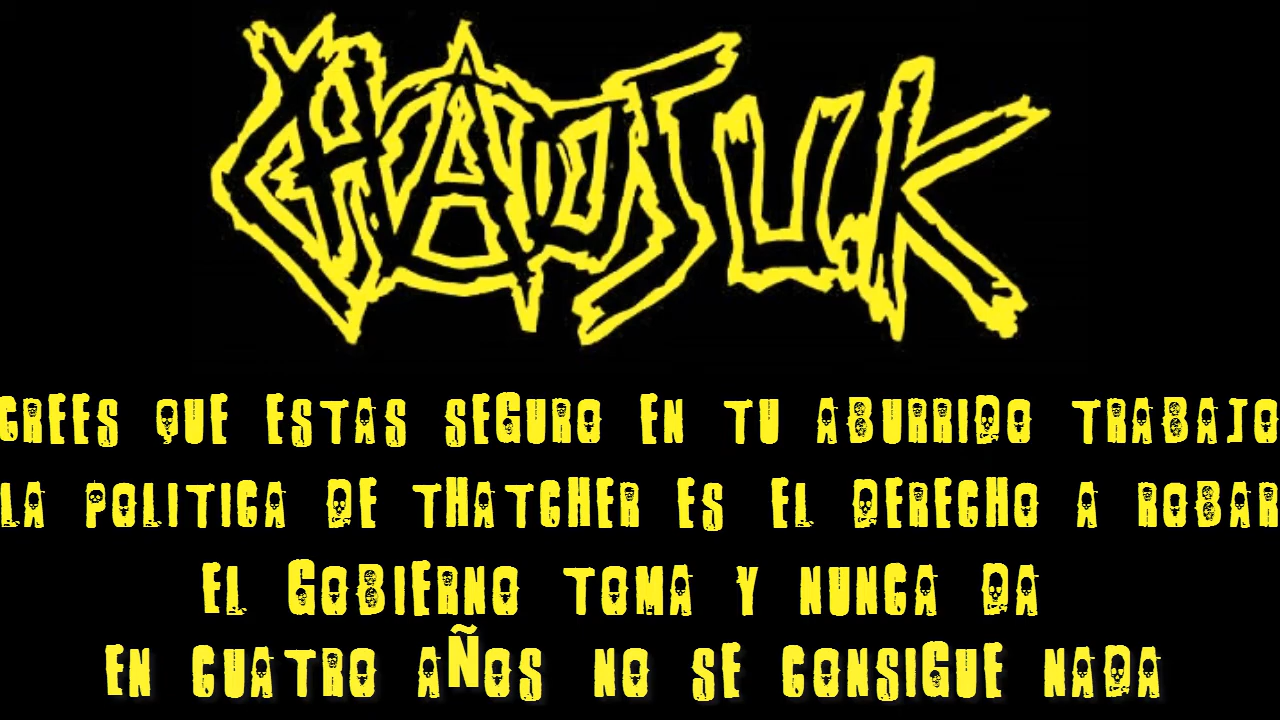 CHAOS U.K
CREES QUE ESTAS SEGURO EN TU ABURRIDO TRABAJO
LA POLITICA DE THATCHER ES EL DERECHO A ROBAR
EL GOBIERNO TOMA Y NUNCA DA
EN CUATRO AÑOS NO SE CONSIGUE NADA